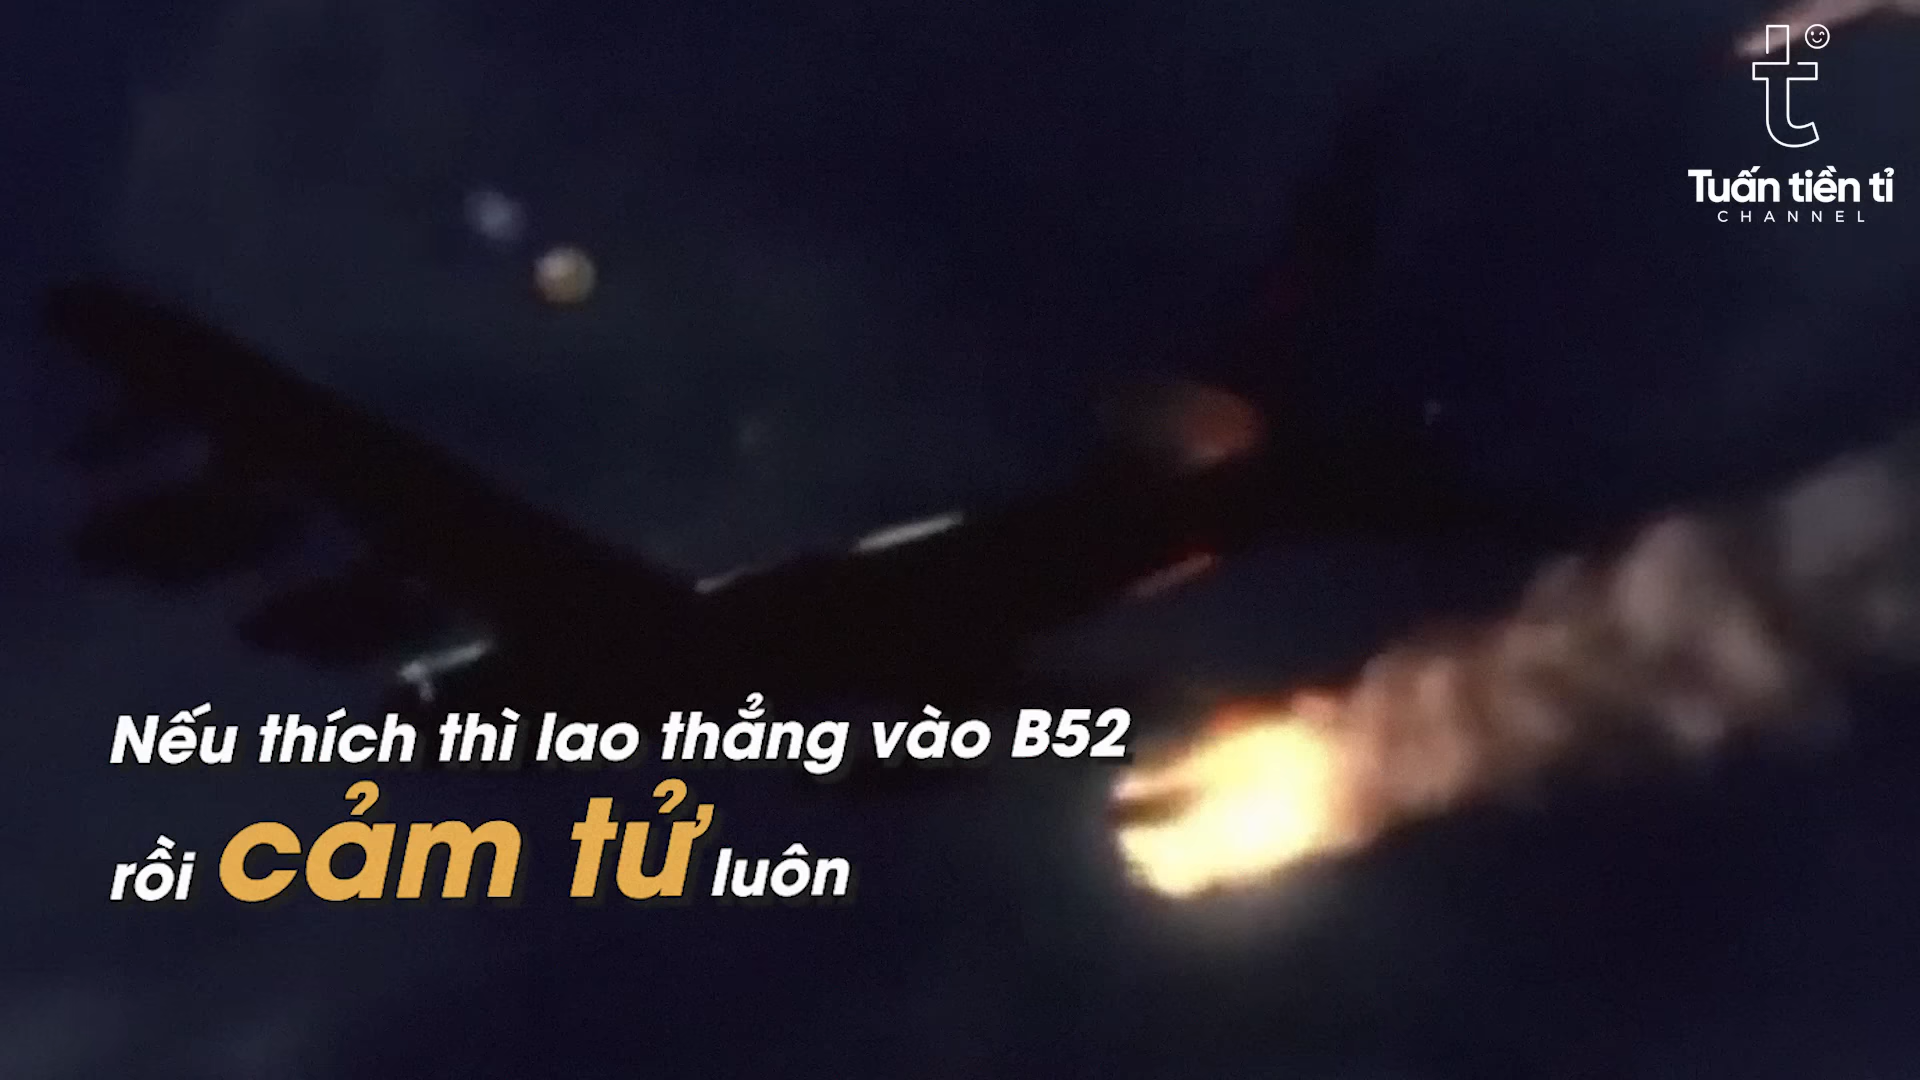 Tuấn tiền tỉ
CHANNEL
Nếu thích thì lao thẳng vào B52
rồi cảm tử luôn